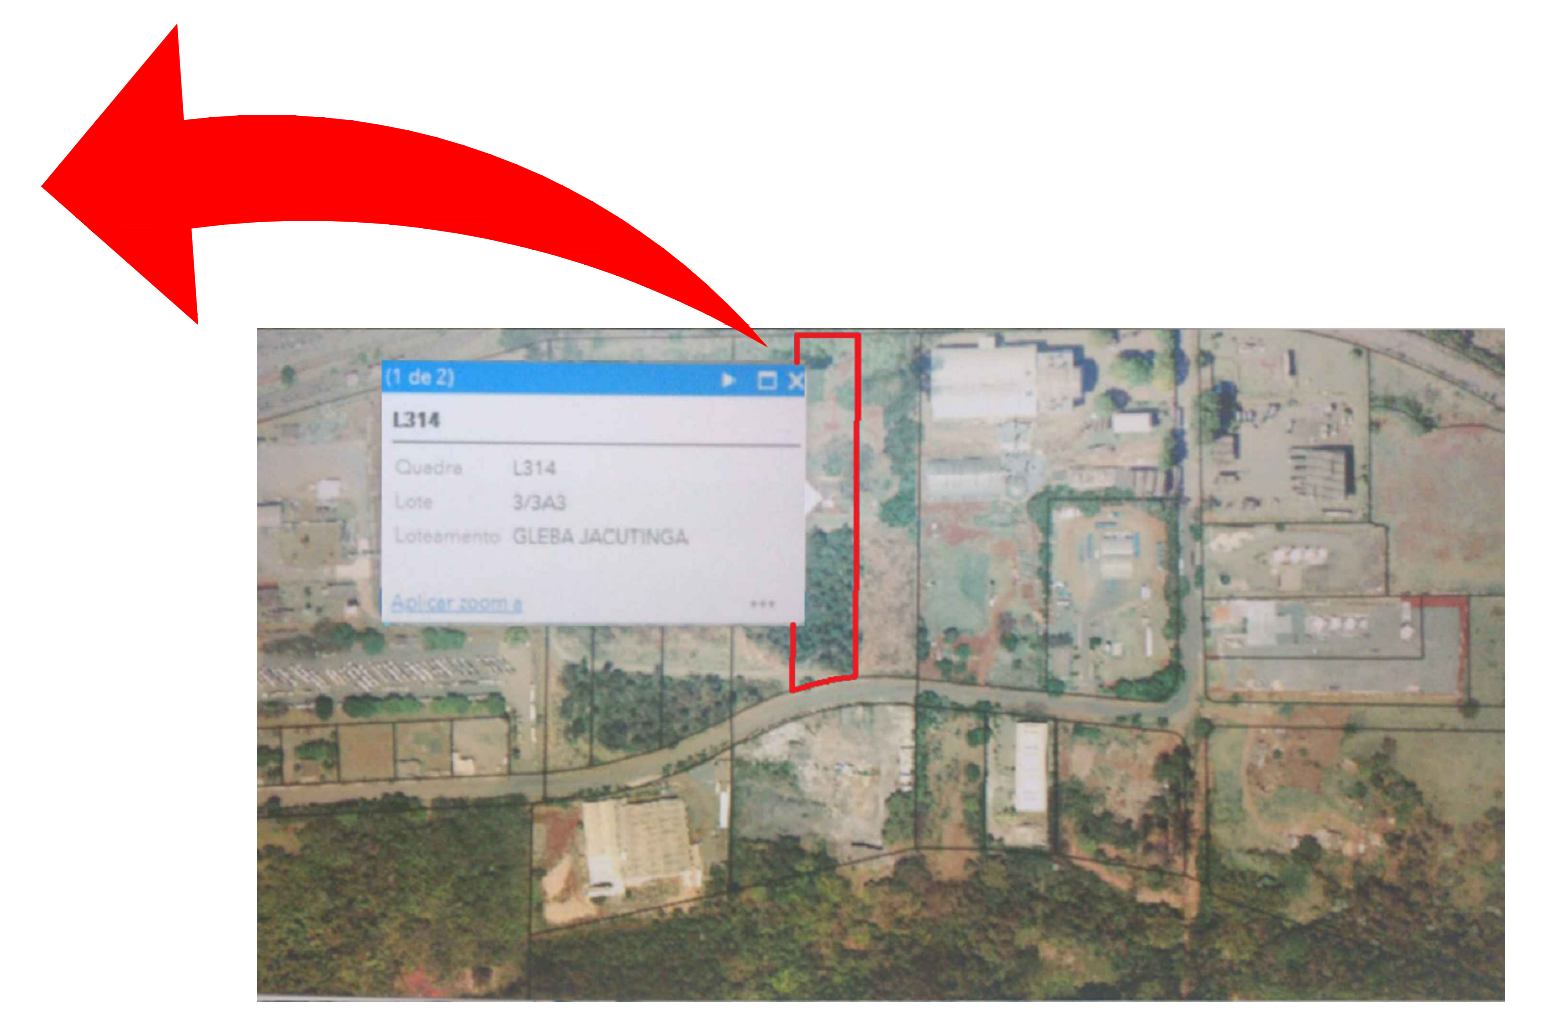 (1 de 2)
L314
Quadra L314
Lote 3/3A3
Loteamento GLEBA JACUTINGA
Aplicar zoom a